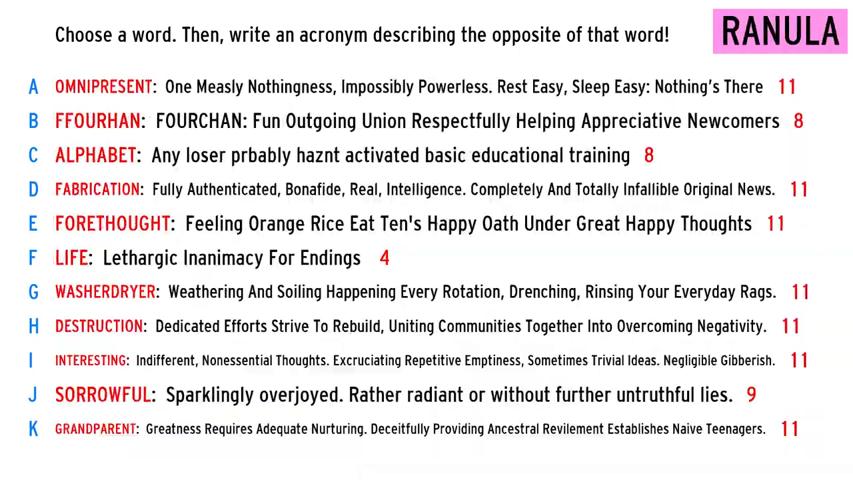 Choose a word. Then, write an acronym describing the opposite of that word!
RANULA
A OMNIPRESENT: One Measly Nothingness, Impossibly Powerless. Rest Easy, Sleep Easy: Nothing's There 11
B FFOURHAN: FOURCHAN: Fun Outgoing Union Respectfully Helping Appreciative Newcomers 8
C ALPHABET: Any loser prbably haznt activated basic educational training 8
D FABRICATION: Fully Authenticated, Bonafide, Real, Intelligence. Completely And Totally Infallible Original News. 11
E FORETHOUGHT: Feeling Orange Rice Eat Ten's Happy Oath Under Great Happy Thoughts 11
F LIFE: Lethargic Inanimacy For Endings 4
G WASHERDRYER: Weathering And Soiling Happening Every Rotation, Drenching, Rinsing Your Everyday Rags. 11
H DESTRUCTION: Dedicated Efforts Strive To Rebuild, Uniting Communities Together Into Overcoming Negativity. 11
I INTERESTING: Indifferent, Nonessential Thoughts. Excruciating Repetitive Emptiness, Sometimes Trivial Ideas. Negligible Gibberish. 11
J SORROWFUL: Sparklingly overjoyed. Rather radiant or without further untruthful lies. 9
K GRANDPARENT: Greatness Requires Adequate Nurturing. Deceitfully Providing Ancestral Revilement Establishes Naive Teenagers. 11